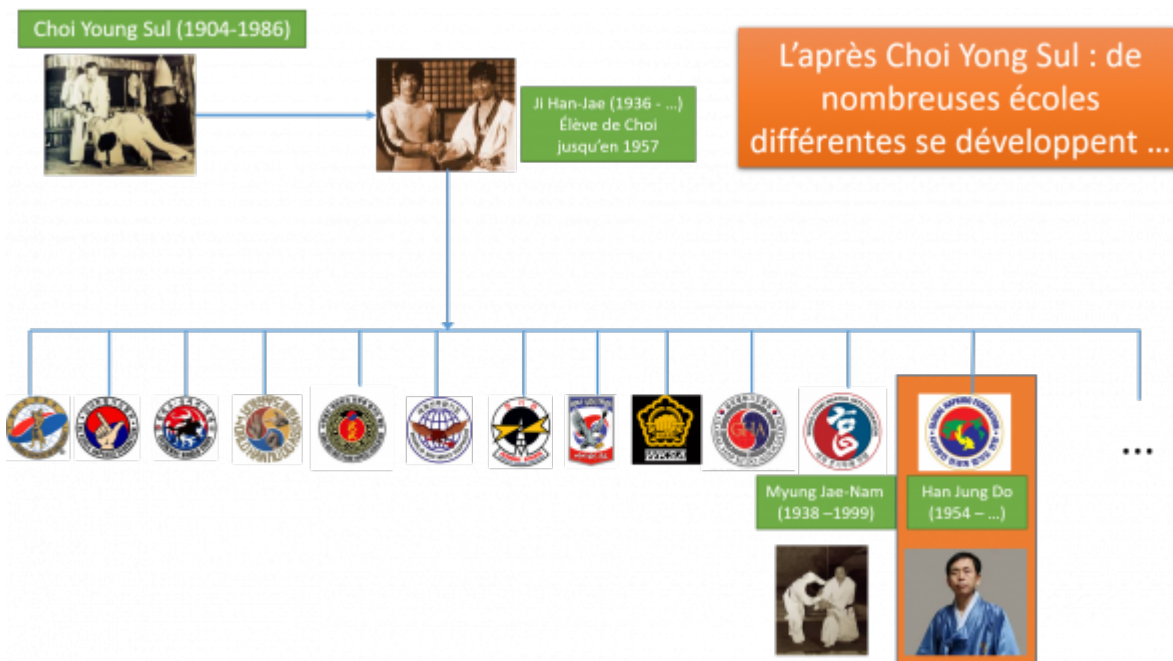 Choi Young Sul (1904-1986)
L'après Choi Yong Sul : de
nombreuses écoles
différentes se développent ...
Ji Han-Jae (1936 - ...)
Élève de Choi
jusqu'en 1957
GHA
...
Myung Jae-Nam
(1938 –1999)
Han Jung Do
(1954 – ...)